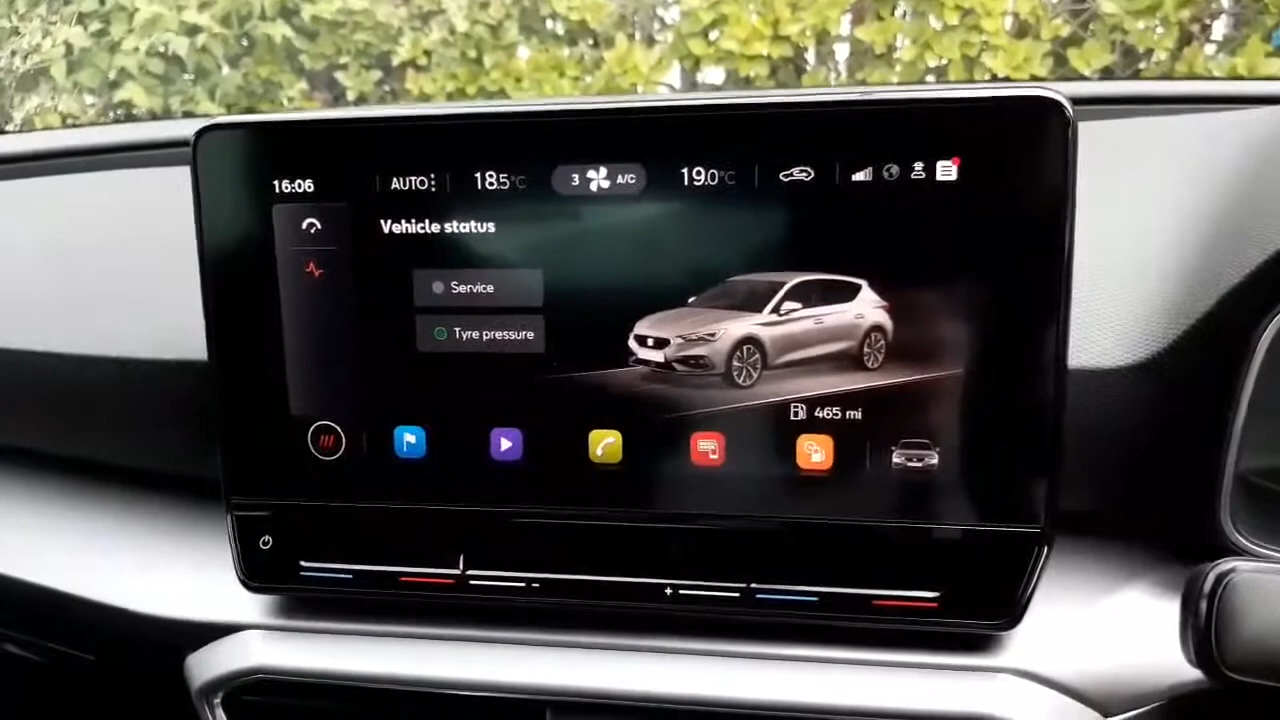 16:06 AUTO 18.5°C 3 A/C 19.0°C
Vehicle status
Service
Tyre pressure
465 mi
- +